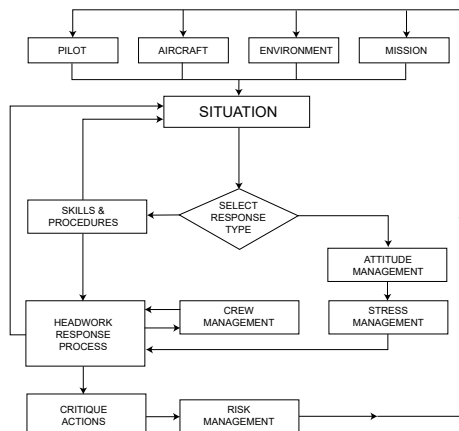 PILOT
AIRCRAFT
ENVIRONMENT
MISSION
SITUATION
SELECT
RESPONSE
TYPE
SKILLS &
PROCEDURES
ATTITUDE
MANAGEMENT
HEADWORK
RESPONSE
PROCESS
CREW
MANAGEMENT
STRESS
MANAGEMENT
CRITIQUE
ACTIONS
RISK
MANAGEMENT